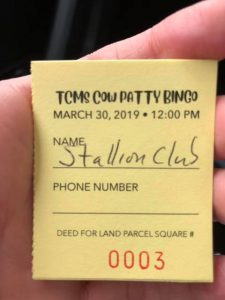 TCMS COW PATTY BINGO
MARCH 30, 2019 • 12:00 PM
NAME
Stallion Club
PHONE NUMBER
DEED FOR LAND PARCEL SQUARE #
0003